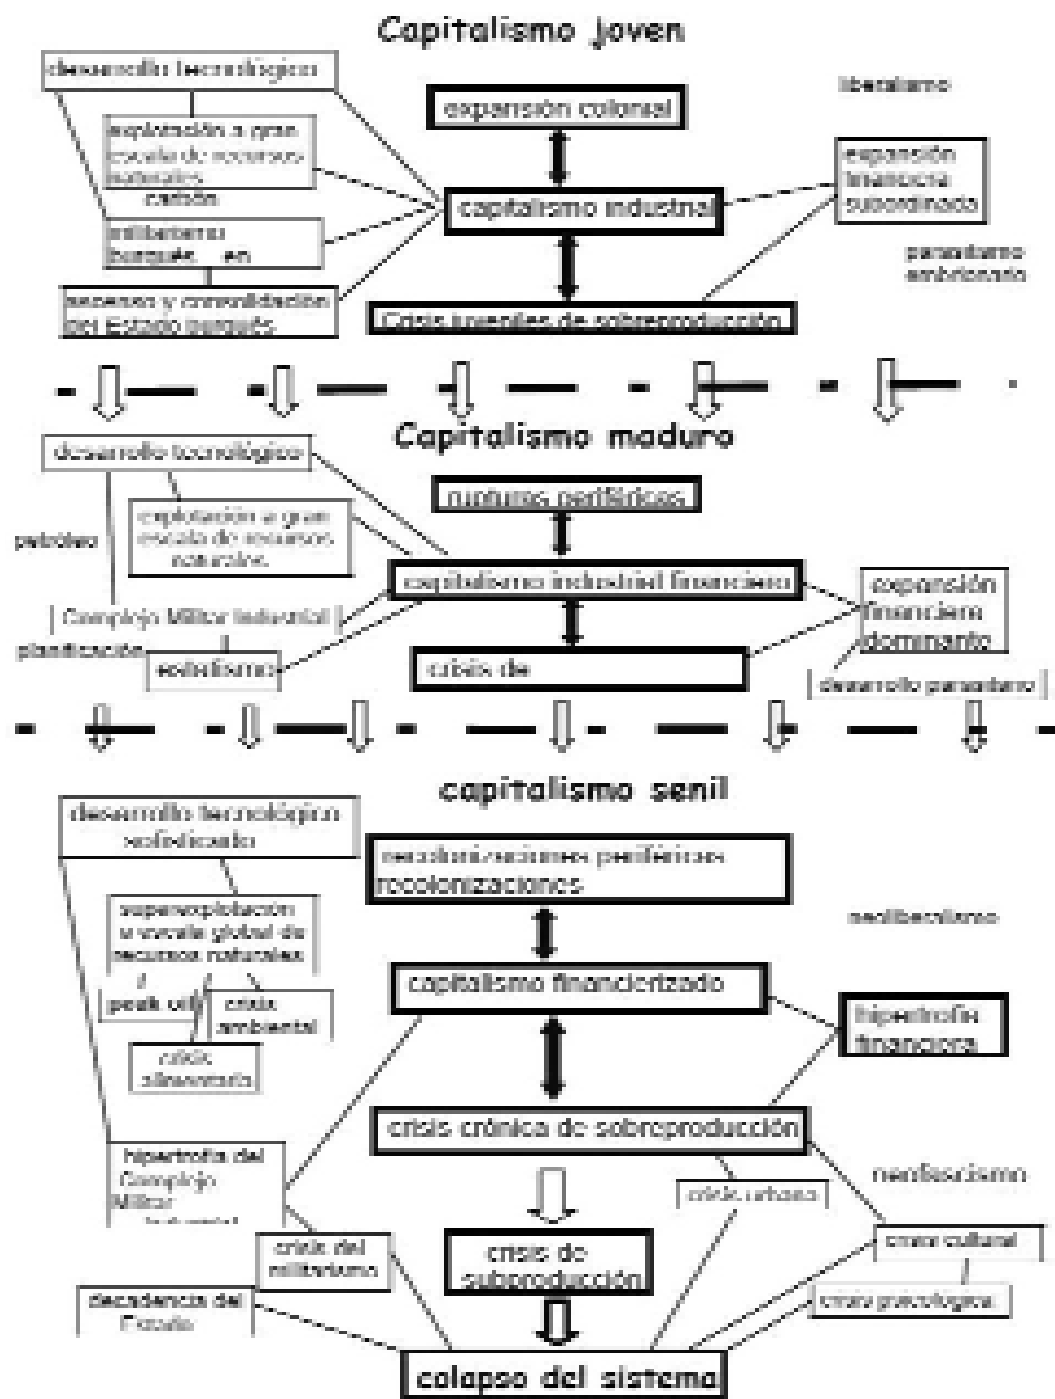 Capitalismo joven
desarrollo tecnológico
liberalismo
expansión colonial
explotación a gran
escala de recursos
naturales
carbón
expansión
financiera
subordinada
capitalismo industrial
militarismo
burgués en
parasitismo
embrionario
ascenso y consolidación
del Estado burgués
Crisis juveniles de sobreproducción
Capitalismo maduro
desarrollo tecnológico
rupturas periféricas
explotación a gran
escala de recursos
naturales
petróleo
capitalismo industrial financiero
expansión
financiera
dominante
Complejo Militar Industrial
planificación
estatismo
crisis de
desarrollo parasitario
capitalismo senil
desarrollo tecnológico
sofisticado
recolonizaciones periféricas
recolonizaciones
superexplotación
a escala global de
recursos naturales
neoliberalismo
capitalismo financierizado
peak oil
crisis
ambiental
hipertrofia
financiera
crisis
alimentaria
crisis crónica de sobreproducción
hipertrofia del
Complejo
Militar
Industrial
neofascismo
crisis urbana
crisis del
militarismo
crisis de
subproducción
crisis cultural
decadencia del
Estado
crisis psicológica
colapso del sistema